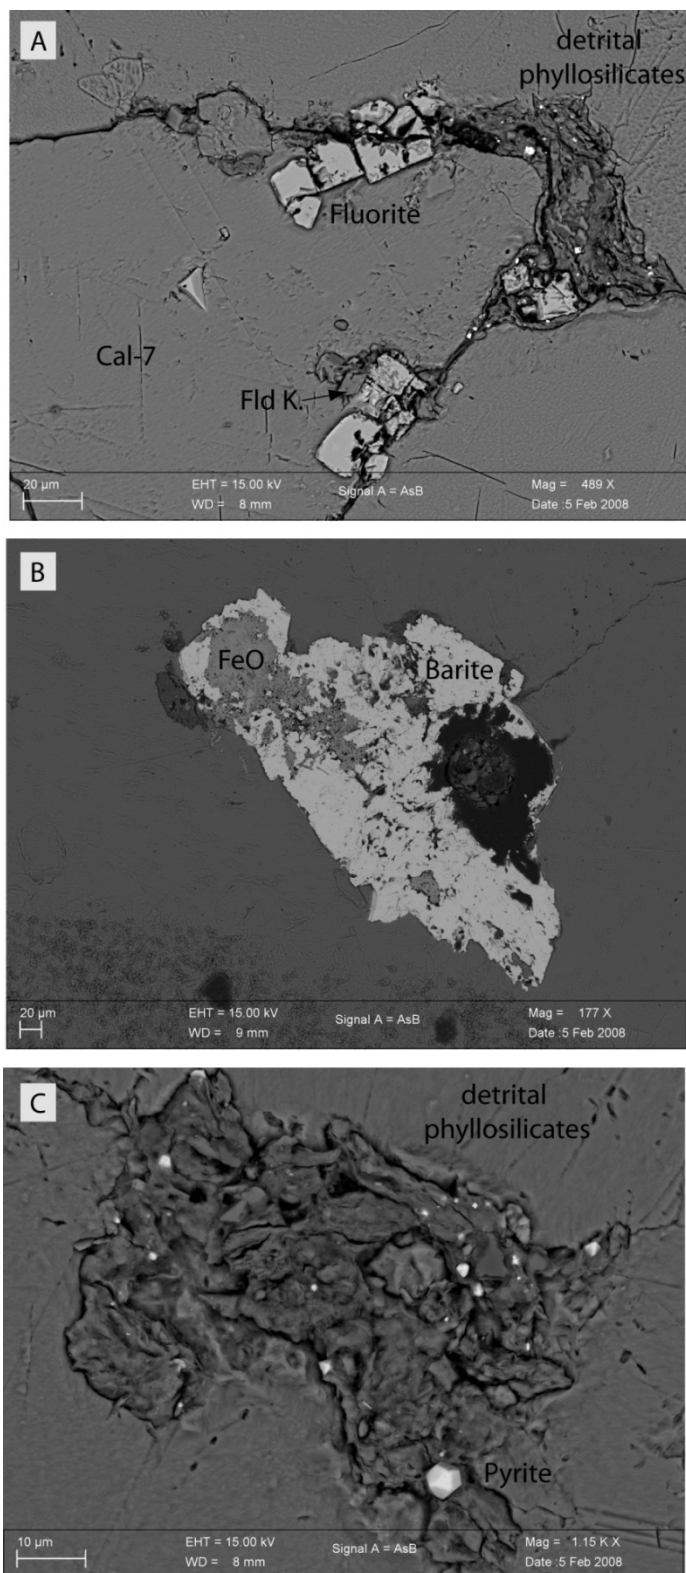 A
detrital
phyllosilicates
Fluorite
Cal-7
Fld K.
20 µm
EHT = 15.00 kV
WD = 8 mm
Signal A = AsB
Mag = 489 X
Date :5 Feb 2008
B
FeO
Barite
20 µm
EHT = 15.00 kV
WD = 9 mm
Signal A = AsB
Mag = 177 X
Date :5 Feb 2008
C
detrital
phyllosilicates
Pyrite
10 µm
EHT = 15.00 kV
WD = 8 mm
Signal A = AsB
Mag = 1.15 K X
Date :5 Feb 2008